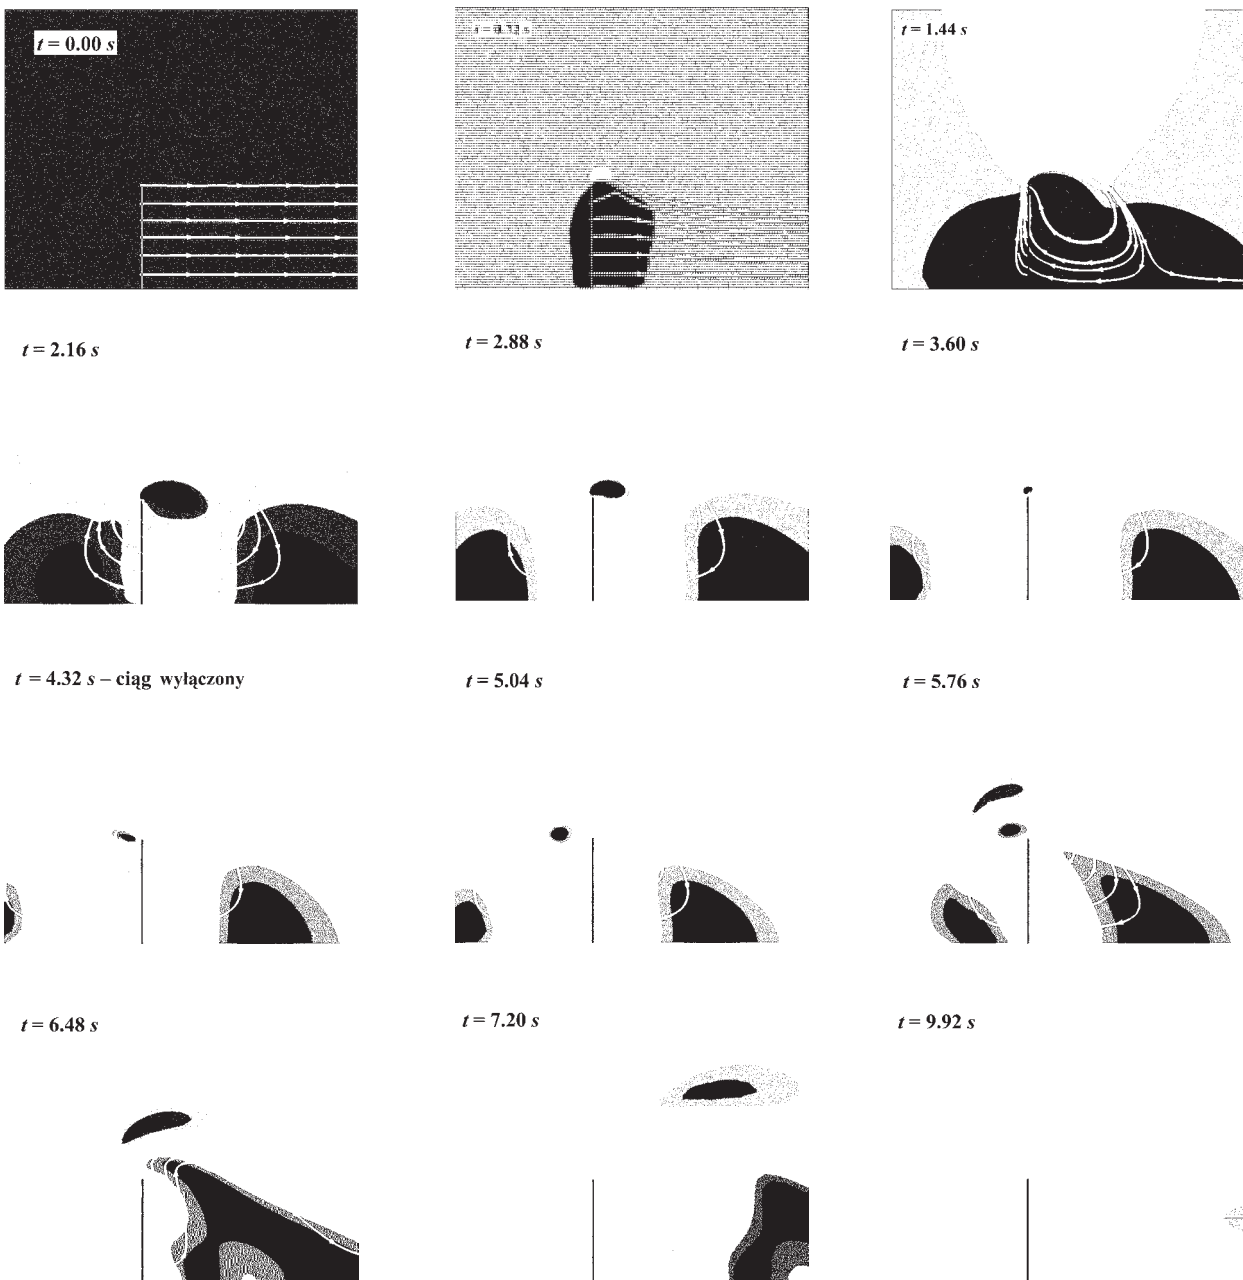 t = 0.00 s
t = 1.44 s
t = 2.16 s
t = 2.88 s
t = 3.60 s
t = 4.32 s – ciąg wyłączony
t = 5.04 s
t = 5.76 s
t = 6.48 s
t = 7.20 s
t = 9.92 s